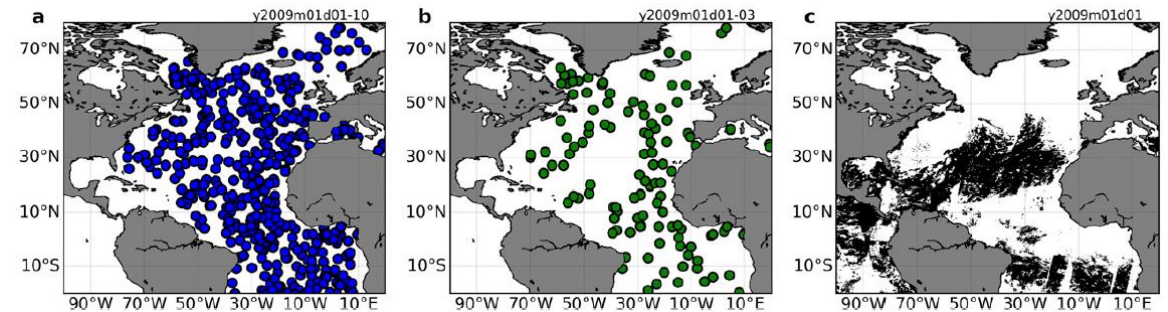 a y2009m01d01-10 b y2009m01d01-03 c y2009m01d01
70°N 70°N 70°N
50°N 50°N 50°N
30°N 30°N 30°N
10°N 10°N 10°N
10°S 10°S 10°S
90°W 70°W 50°W 30°W 10°W 10°E 90°W 70°W 50°W 30°W 10°W 10°E 90°W 70°W 50°W 30°W 10°W 10°E